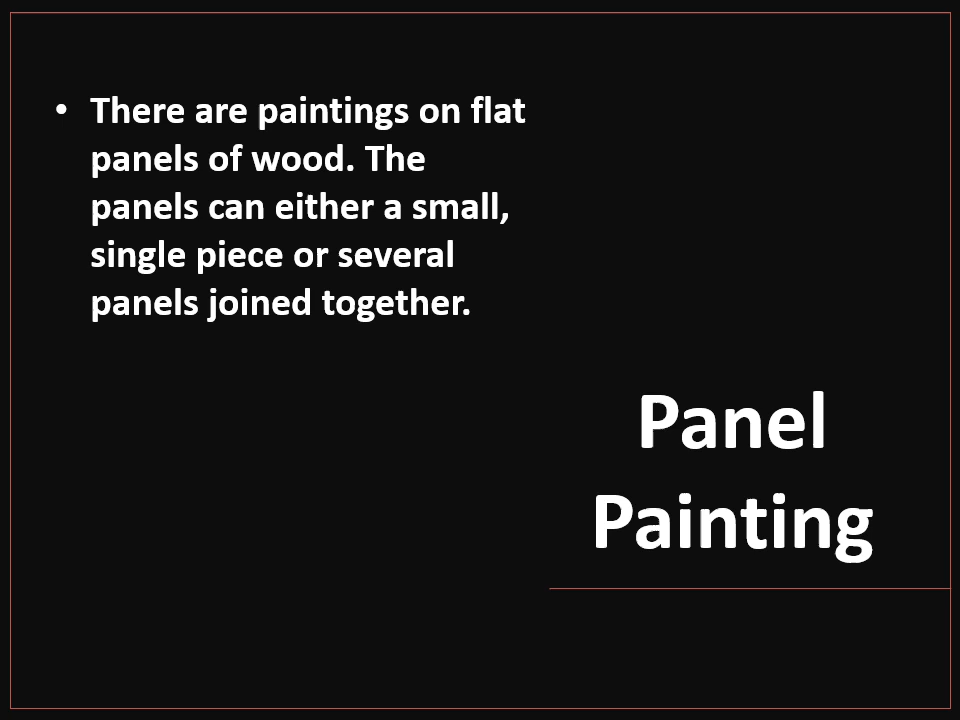 • There are paintings on flat
panels of wood. The
panels can either a small,
single piece or several
panels joined together.
Panel
Painting